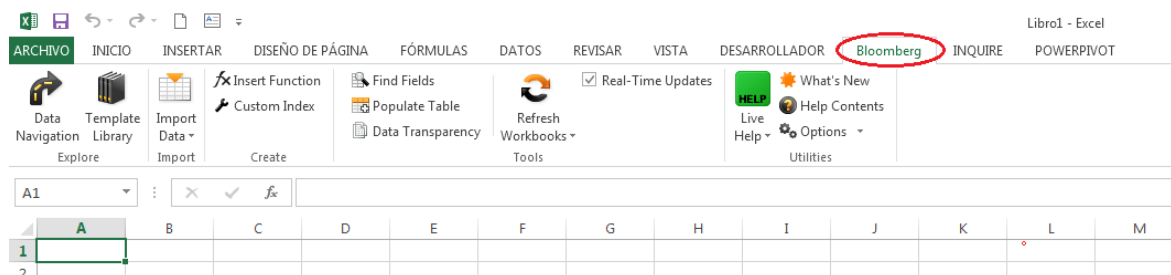 Libro1 - Excel
ARCHIVO INICIO INSERTAR DISEÑO DE PÁGINA FÓRMULAS DATOS REVISAR VISTA DESARROLLADOR Bloomberg INQUIRE POWERPIVOT
Data Navigation
Template Library
Explore
Import Data
Import
Insert Function
Custom Index
Create
Find Fields
Populate Table
Data Transparency
Refresh Workbooks
Real-Time Updates
Tools
HELP
Live Help
What's New
Help Contents
Options
Utilities
A1 fx
A B C D E F G H I J K L M
1
2